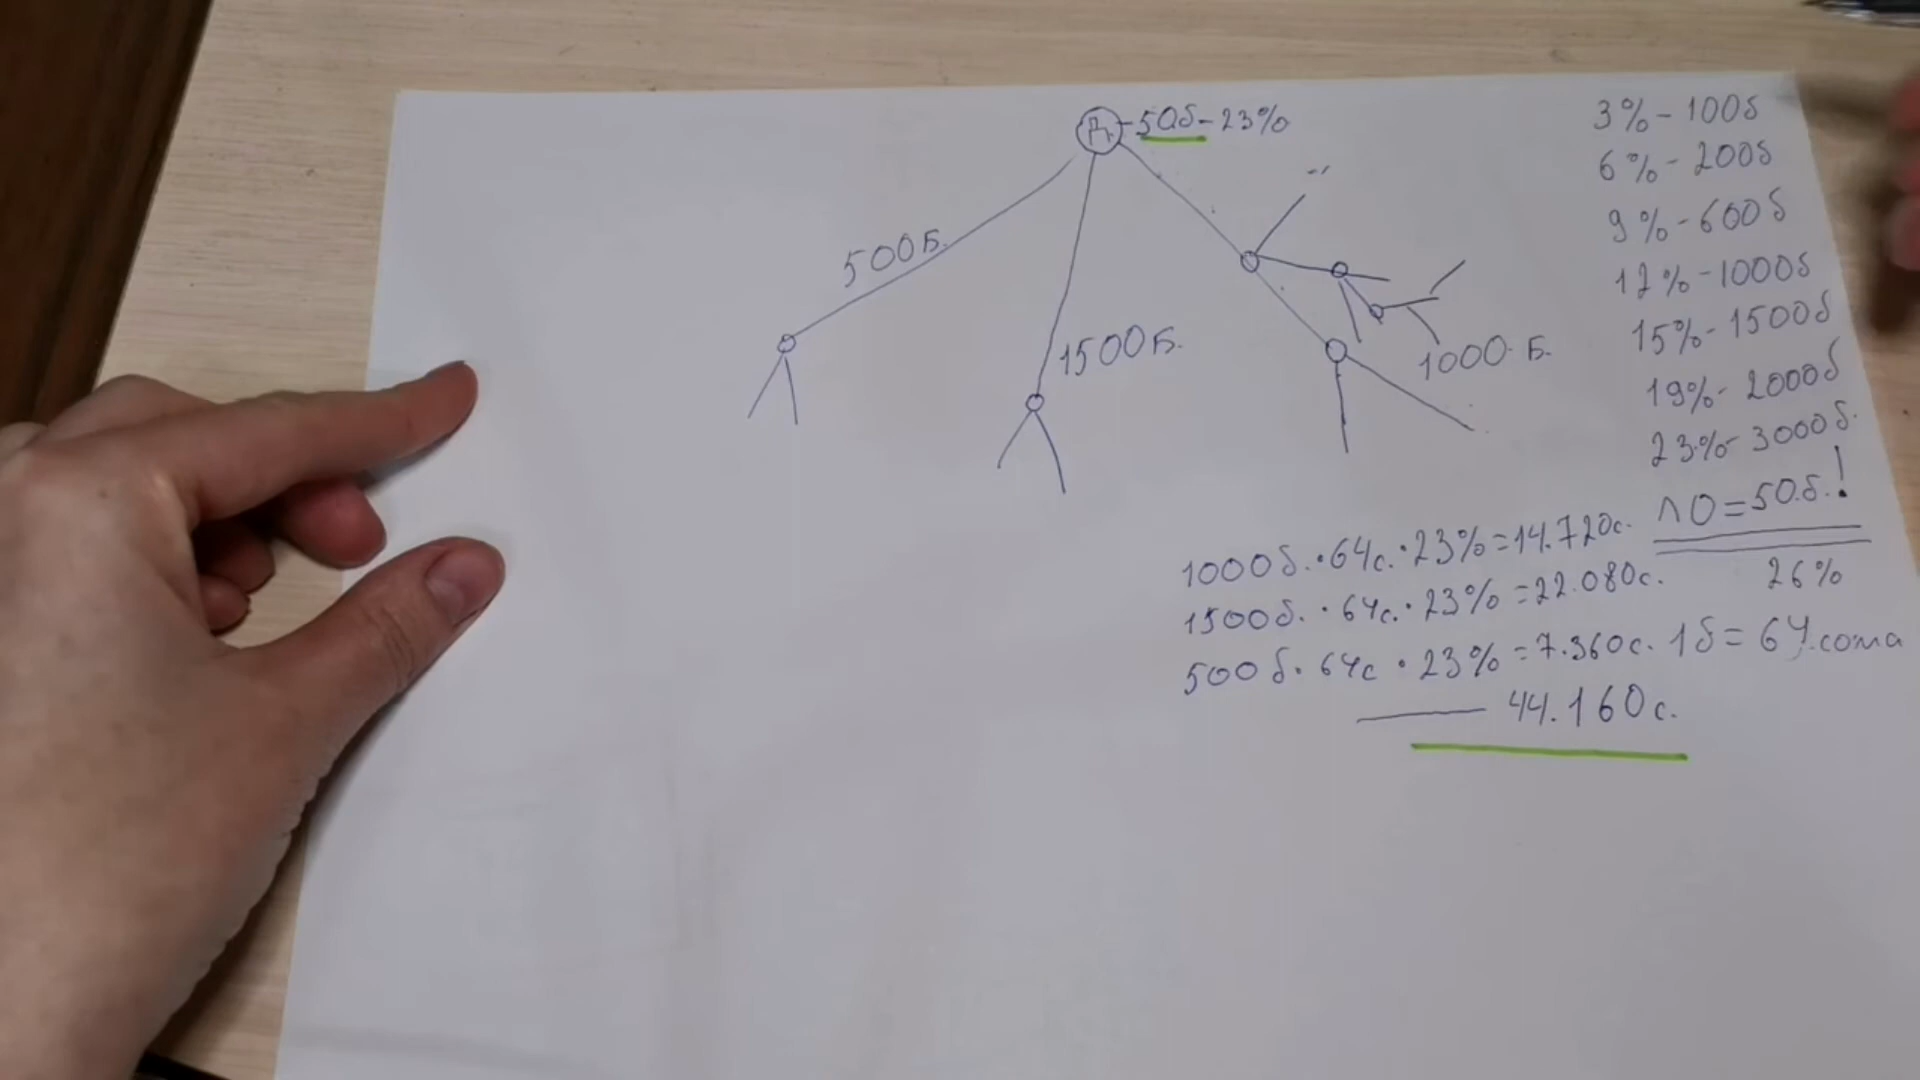 Д - 50б - 23%
500Б.
1500Б.
1000 Б.
3% - 100б
6% - 200б
9% - 600б
12% - 1000б
15% - 1500б
19% - 2000б
23% - 3000б.
ЛО = 50б.!
26%
1б = 64 сома
1000б. • 64с. • 23% = 14.720с.
1500б. • 64с. • 23% = 22.080с.
500б. 64с • 23% = 7.360с.
44.160с.